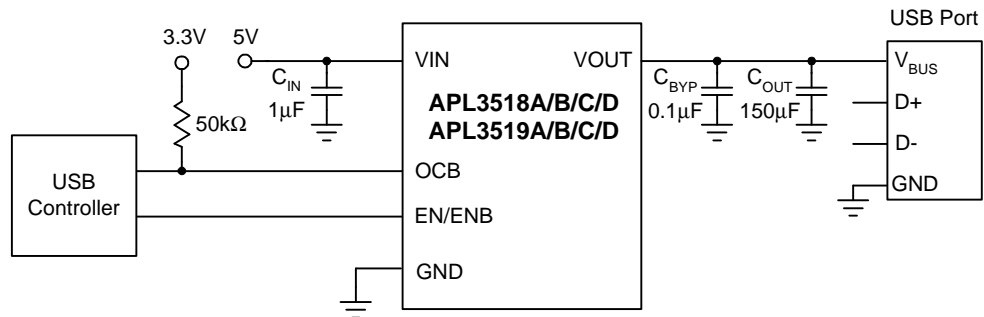 USB Port
3.3V 5V
VIN VOUT V_BUS
C_IN C_BYP C_OUT
APL3518A/B/C/D
1μF 0.1μF 150μF
D+
50kΩ
APL3519A/B/C/D
D-
USB
Controller
OCB
GND
EN/ENB
GND